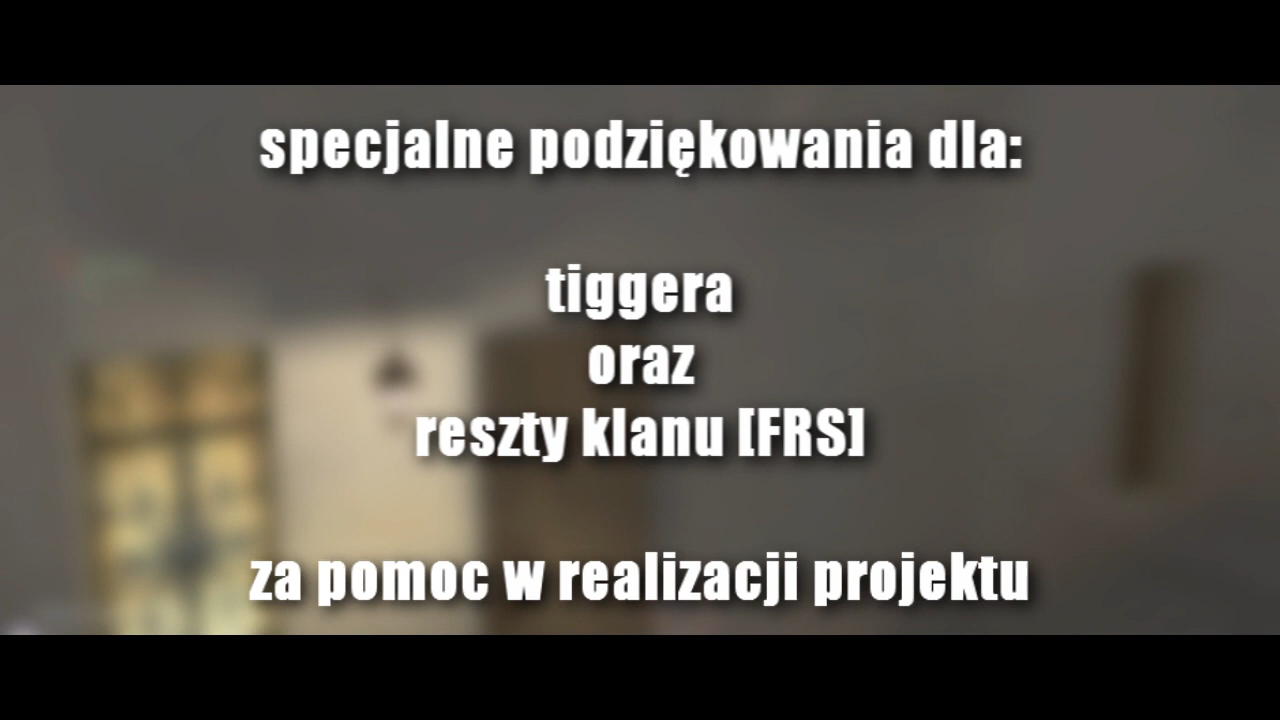 specjalne podziękowania dla:
tiggera
oraz
reszty klanu [FRS]
za pomoc w realizacji projektu